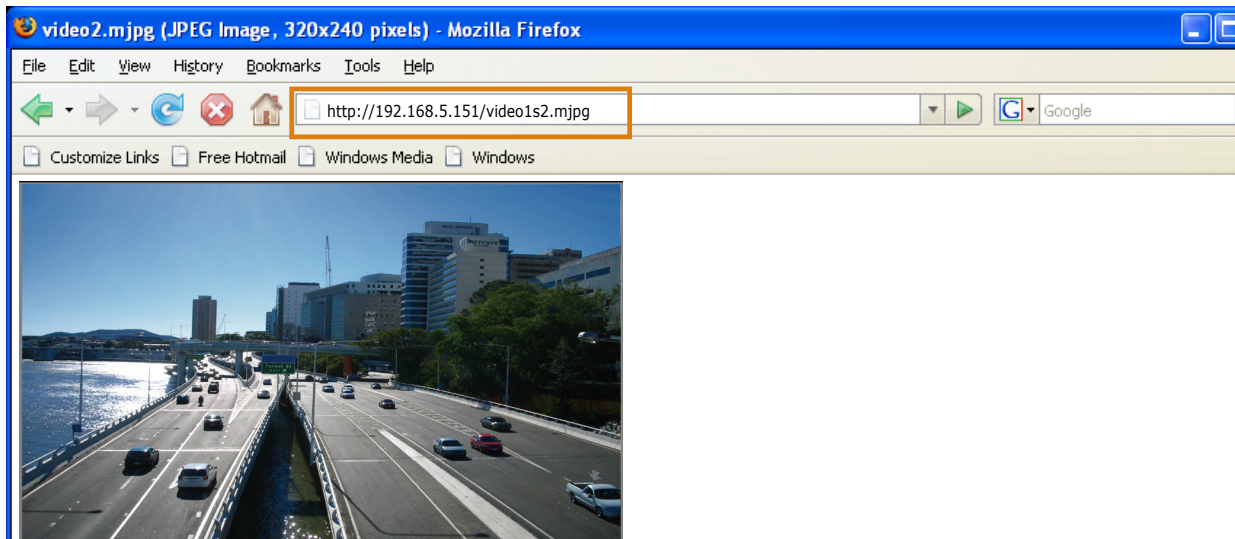 video2.mjpg (JPEG Image, 320x240 pixels) - Mozilla Firefox
File Edit View History Bookmarks Tools Help
http://192.168.5.151/video1s2.mjpg
G Google
Customize Links Free Hotmail Windows Media Windows
mercure